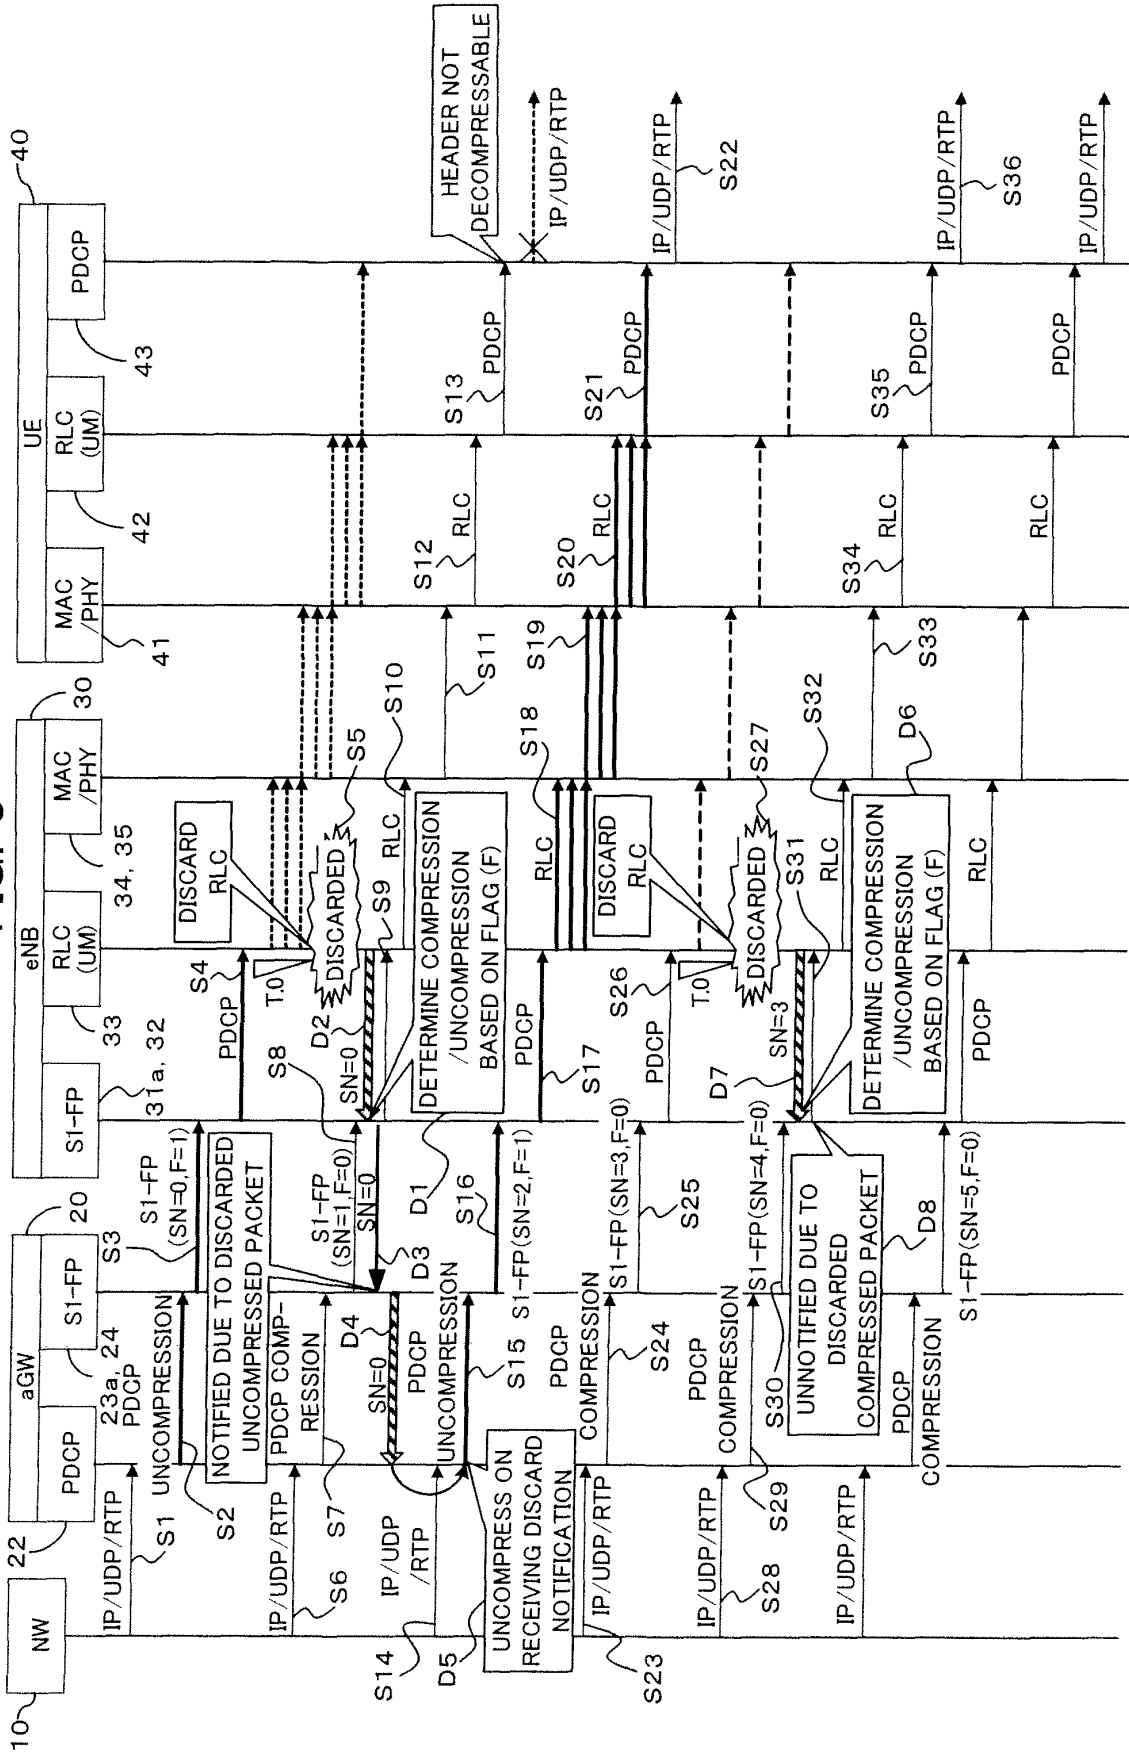 FIG. 5
10
NW
20
aGW
22
PDCP
S1-FP
23a, 24
30
eNB
S1-FP
31a, 32
RLC
(UM)
33
MAC
/PHY
34, 35
40
UE
MAC
/PHY
41
RLC
(UM)
42
PDCP
43
IP/UDP/RTP
S1
PDCP
UNCOMPRESSION
S2
S3
S1-FP
(SN=0,F=1)
S4
PDCP
DISCARD
RLC
T.O
DISCARDED
S5
IP/UDP/RTP
S6
PDCP COMP-
RESSION
S7
NOTIFIED DUE TO DISCARDED
UNCOMPRESSED PACKET
S1-FP
(SN=1,F=0)
S8
D2
SN=0
S9
RLC
S10
S11
S12
RLC
S13
PDCP
HEADER NOT
DECOMPRESSABLE
IP/UDP/RTP
SN=0
D3
D1
DETERMINE COMPRESSION
/UNCOMPRESSION
BASED ON FLAG (F)
D4
SN=0
IP/UDP
/RTP
S14
D5
UNCOMPRESS ON
RECEIVING DISCARD
NOTIFICATION
PDCP
UNCOMPRESSION
S15
S16
S1-FP(SN=2,F=1)
PDCP
S17
RLC
S18
S19
S20
RLC
S21
PDCP
IP/UDP/RTP
S22
IP/UDP/RTP
S23
PDCP
COMPRESSION
S24
S1-FP(SN=3,F=0)
S25
PDCP
S26
DISCARD
RLC
T.O
DISCARDED
S27
IP/UDP/RTP
S28
PDCP
COMPRESSION
S29
S1-FP(SN=4,F=0)
S30
UNNOTIFIED DUE TO
DISCARDED
COMPRESSED PACKET
D8
D7
SN=3
S31
RLC
S32
D6
DETERMINE COMPRESSION
/UNCOMPRESSION
BASED ON FLAG (F)
S33
S34
RLC
S35
PDCP
IP/UDP/RTP
S36
IP/UDP/RTP
PDCP
COMPRESSION
S1-FP(SN=5,F=0)
PDCP
RLC
RLC
PDCP
IP/UDP/RTP